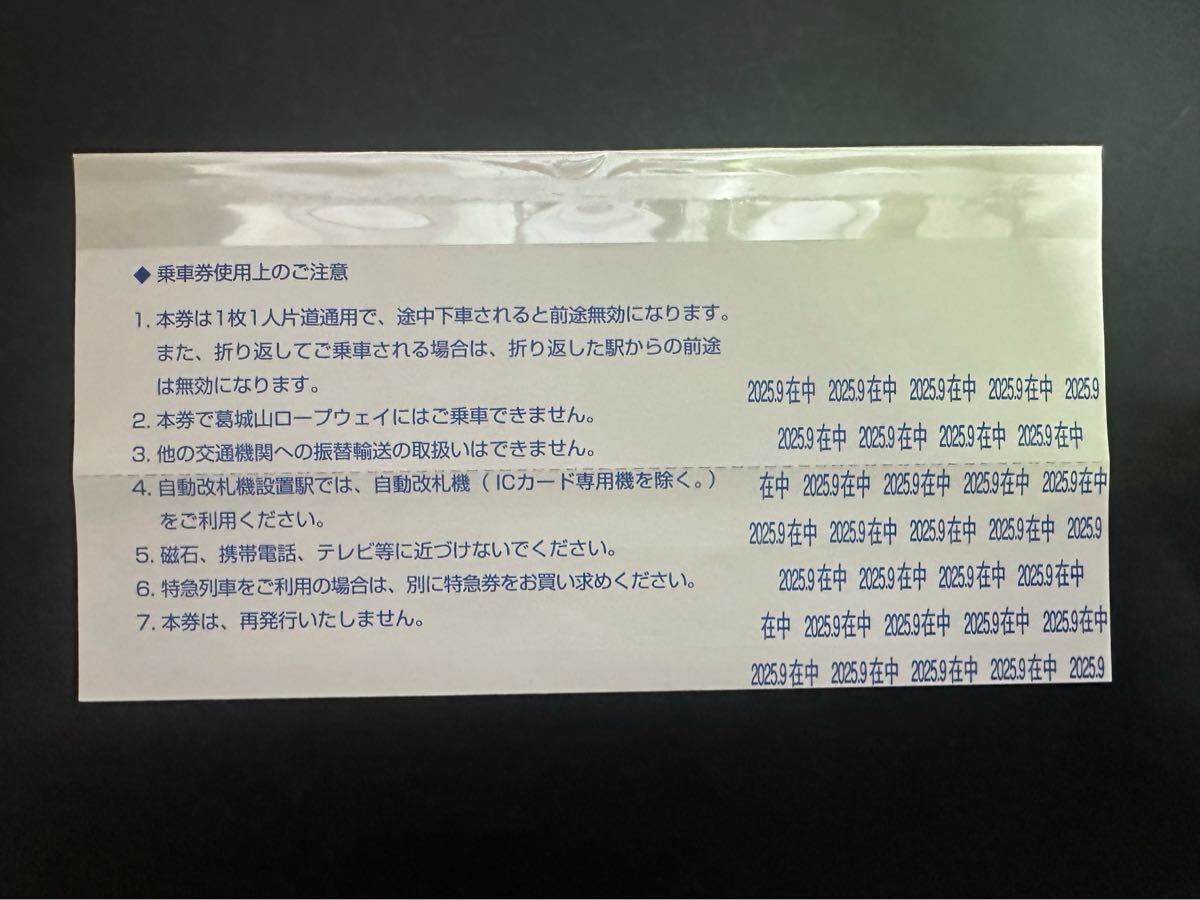 ◆ 乗車券使用上のご注意
1. 本券は1枚1人片道通用で、途中下車されると前途無効になります。
また、折り返してご乗車される場合は、折り返した駅からの前途
は無効になります。
2. 本券で葛城山ロープウェイにはご乗車できません。
3. 他の交通機関への振替輸送の取扱いはできません。
4. 自動改札機設置駅では、自動改札機（ICカード専用機を除く。）
をご利用ください。
5. 磁石、携帯電話、テレビ等に近づけないでください。
6. 特急列車をご利用の場合は、別に特急券をお買い求めください。
7. 本券は、再発行いたしません。
2025.9在中 2025.9在中 2025.9在中 2025.9在中 2025.9
2025.9在中 2025.9在中 2025.9在中 2025.9在中
在中 2025.9在中 2025.9在中 2025.9在中 2025.9在中
2025.9在中 2025.9在中 2025.9在中 2025.9在中 2025.9
2025.9在中 2025.9在中 2025.9在中 2025.9在中
在中 2025.9在中 2025.9在中 2025.9在中 2025.9在中
2025.9在中 2025.9在中 2025.9在中 2025.9在中 2025.9